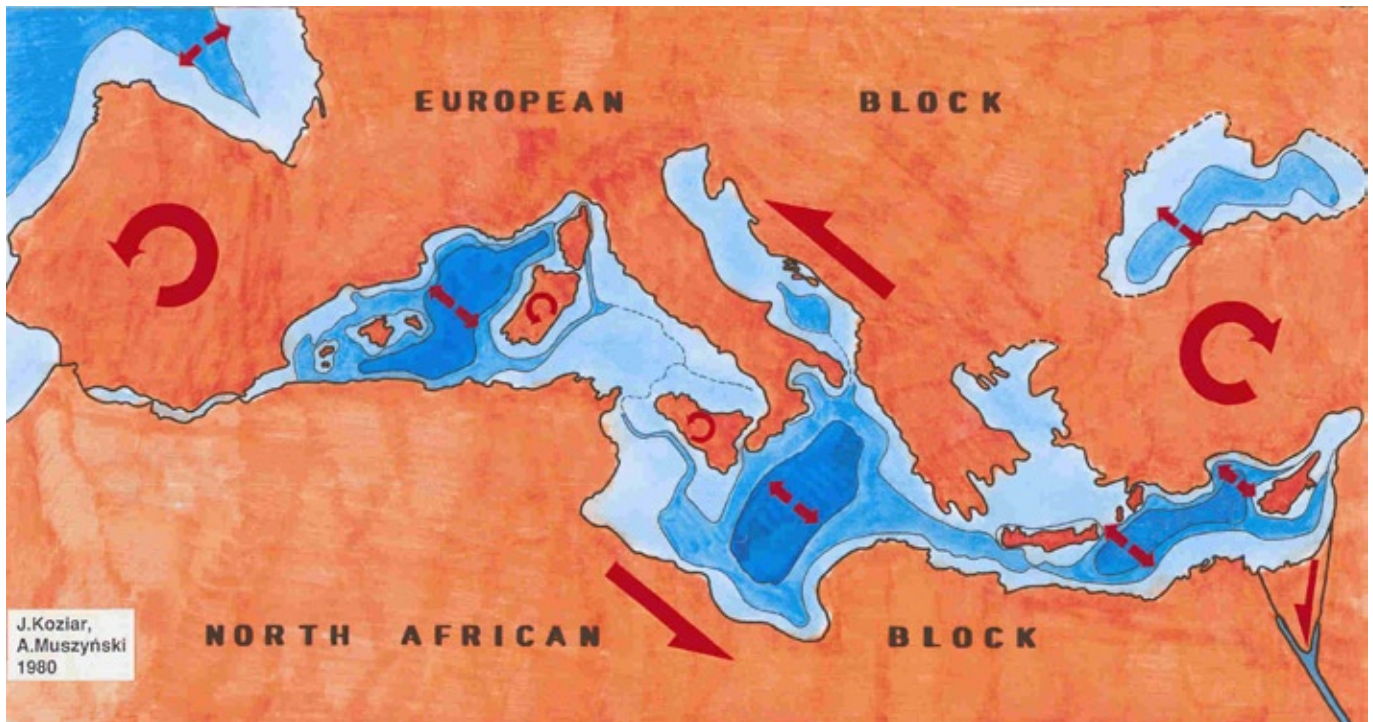 EUROPEAN BLOCK
NORTH AFRICAN BLOCK
J.Koziar,
A.Muszyński
1980